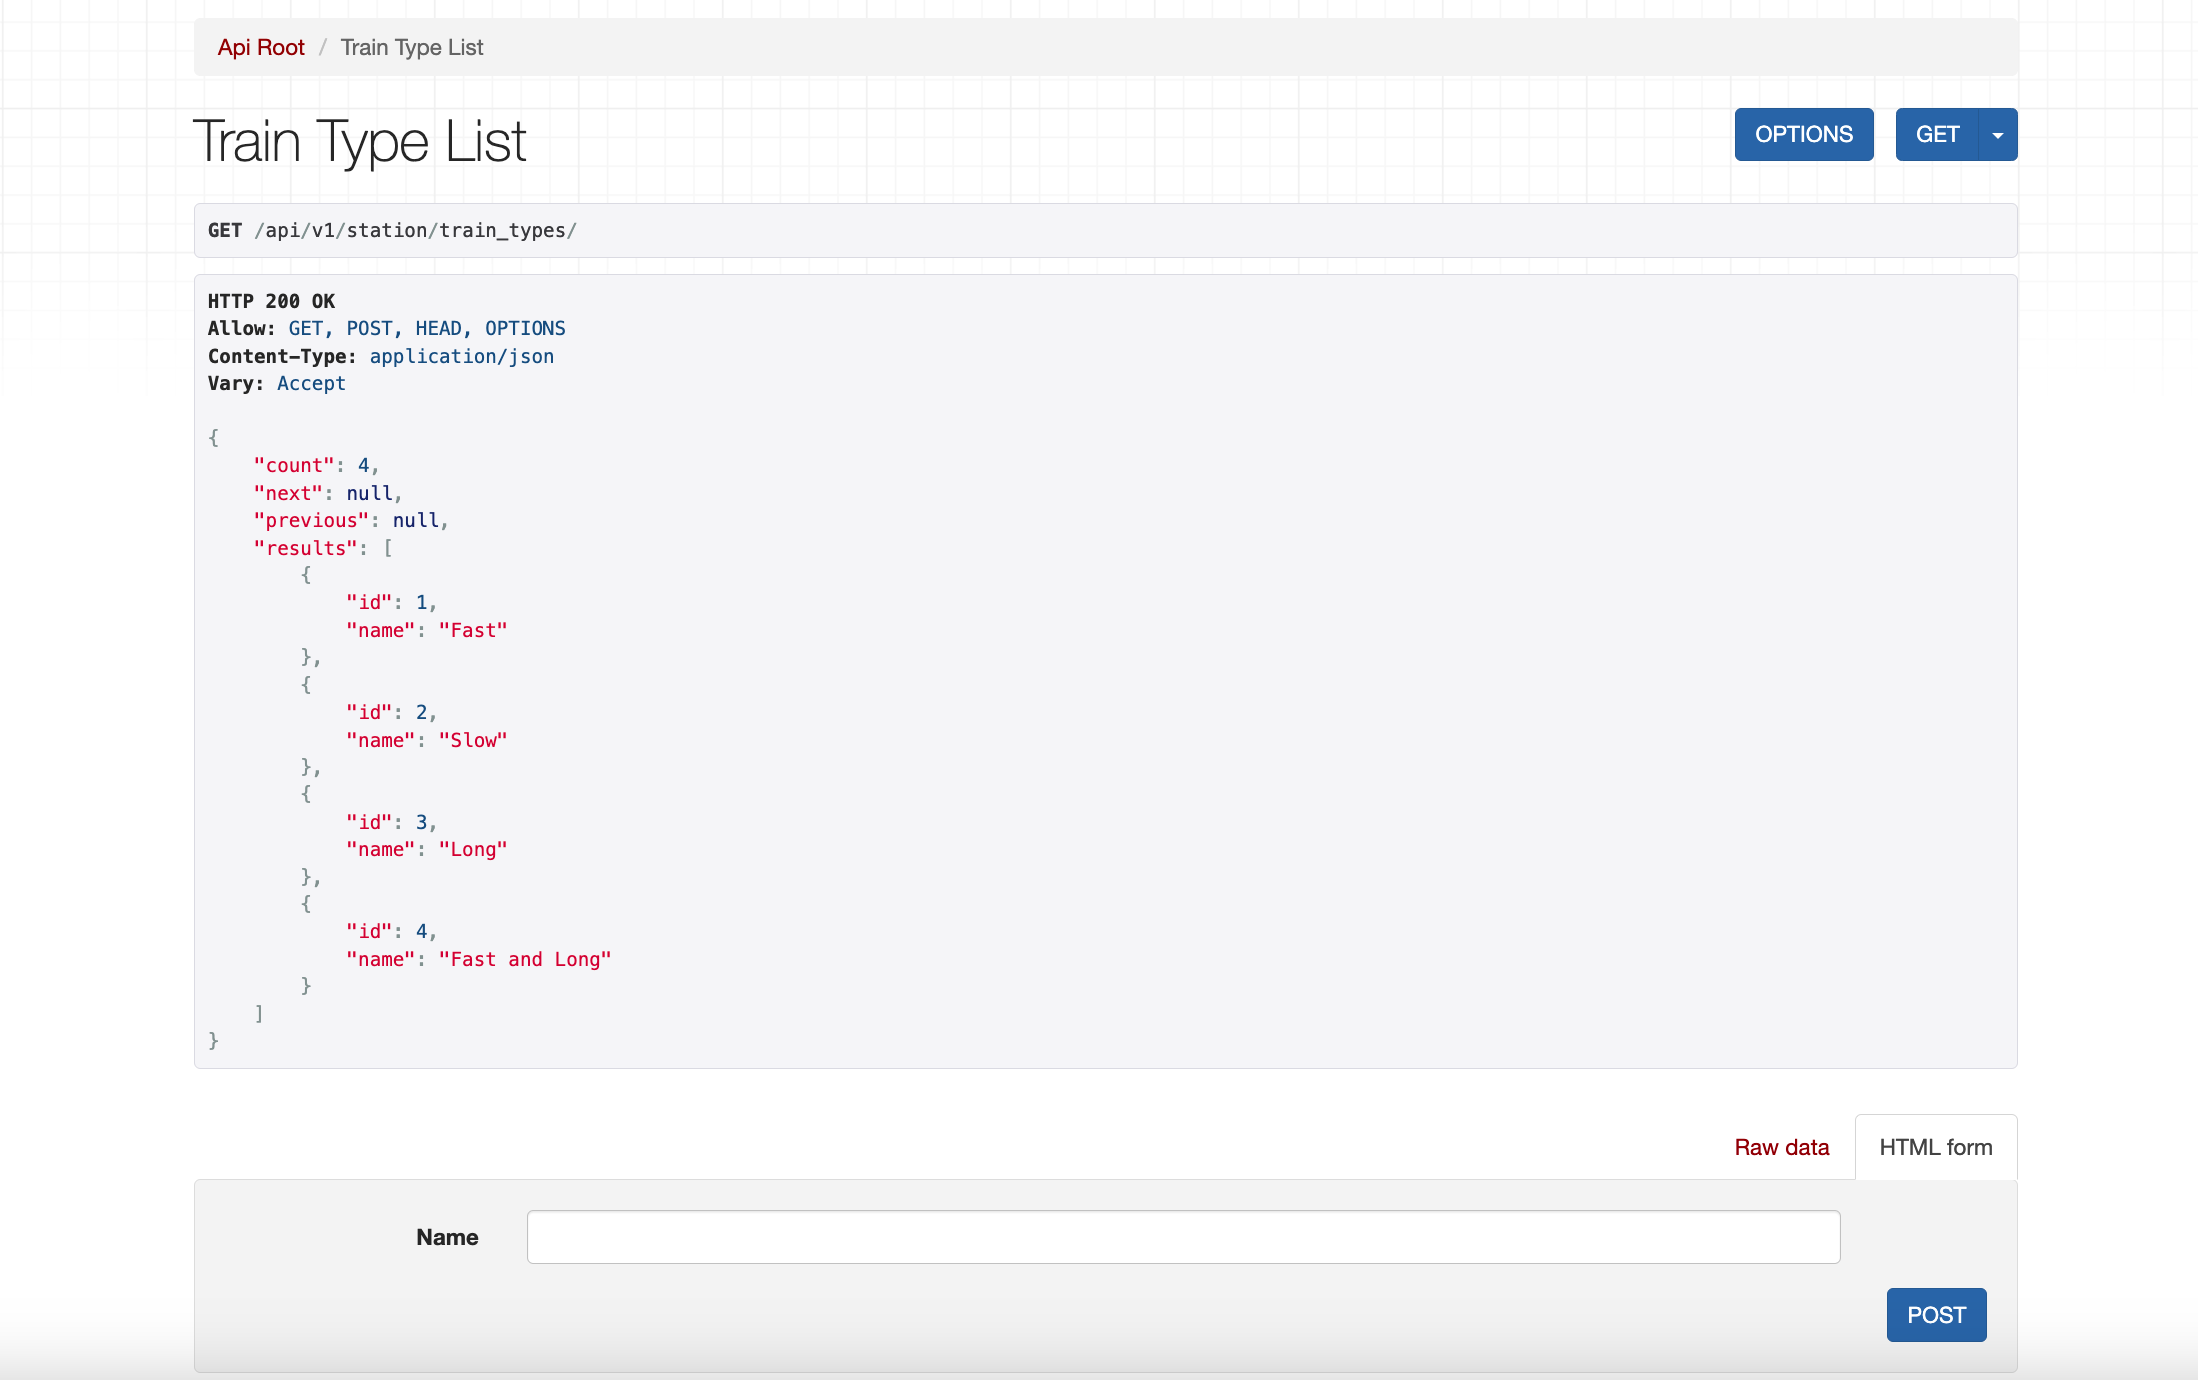 Api Root / Train Type List
Train Type List
OPTIONS
GET
GET /api/v1/station/train_types/
HTTP 200 OK
Allow: GET, POST, HEAD, OPTIONS
Content-Type: application/json
Vary: Accept
{
    "count": 4,
    "next": null,
    "previous": null,
    "results": [
        {
            "id": 1,
            "name": "Fast"
        },
        {
            "id": 2,
            "name": "Slow"
        },
        {
            "id": 3,
            "name": "Long"
        },
        {
            "id": 4,
            "name": "Fast and Long"
        }
    ]
}
Raw data
HTML form
Name
POST